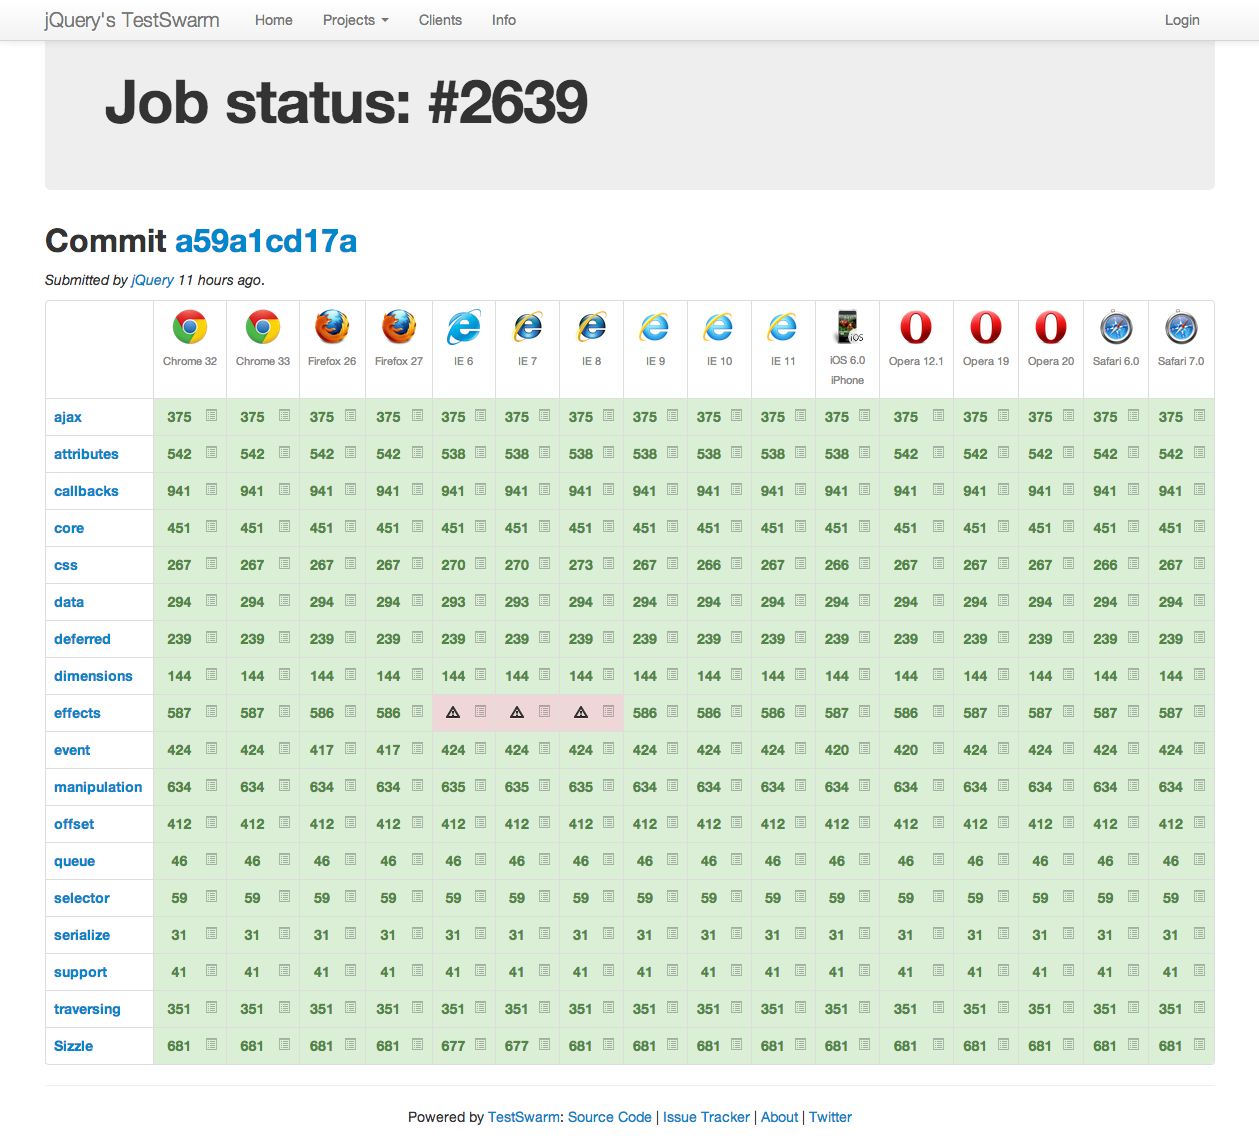 jQuery's TestSwarm Home Projects Clients Info Login
Job status: #2639
Commit a59a1cd17a
Submitted by jQuery 11 hours ago.
Chrome 32 Chrome 33 Firefox 26 Firefox 27 IE 6 IE 7 IE 8 IE 9 IE 10 IE 11 iOS 6.0 iPhone Opera 12.1 Opera 19 Opera 20 Safari 6.0 Safari 7.0
ajax 375 375 375 375 375 375 375 375 375 375 375 375 375 375 375 375
attributes 542 542 542 542 538 538 538 538 538 538 538 542 542 542 542 542
callbacks 941 941 941 941 941 941 941 941 941 941 941 941 941 941 941 941
core 451 451 451 451 451 451 451 451 451 451 451 451 451 451 451 451
css 267 267 267 267 270 270 273 267 266 267 266 267 267 267 266 267
data 294 294 294 294 293 293 294 294 294 294 294 294 294 294 294 294
deferred 239 239 239 239 239 239 239 239 239 239 239 239 239 239 239 239
dimensions 144 144 144 144 144 144 144 144 144 144 144 144 144 144 144 144
effects 587 587 586 586 586 586 586 587 586 587 587 587 587
event 424 424 417 417 424 424 424 424 424 424 420 420 424 424 424 424
manipulation 634 634 634 634 635 635 635 634 634 634 634 634 634 634 634 634
offset 412 412 412 412 412 412 412 412 412 412 412 412 412 412 412 412
queue 46 46 46 46 46 46 46 46 46 46 46 46 46 46 46 46
selector 59 59 59 59 59 59 59 59 59 59 59 59 59 59 59 59
serialize 31 31 31 31 31 31 31 31 31 31 31 31 31 31 31 31
support 41 41 41 41 41 41 41 41 41 41 41 41 41 41 41 41
traversing 351 351 351 351 351 351 351 351 351 351 351 351 351 351 351 351
Sizzle 681 681 681 681 677 677 681 681 681 681 681 681 681 681 681 681
Powered by TestSwarm: Source Code | Issue Tracker | About | Twitter